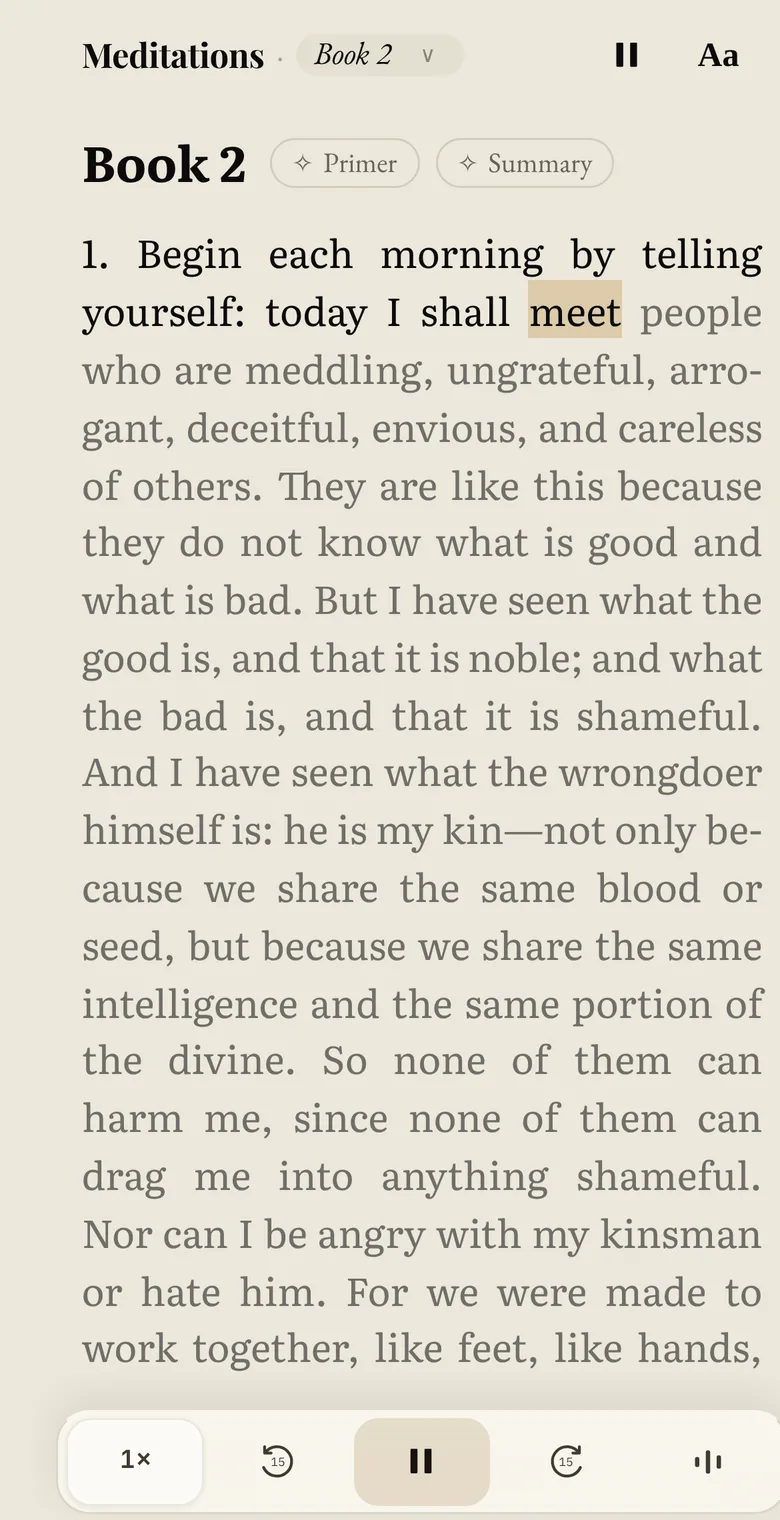 Meditations · Book 2 ∨
Aa
Book 2 ✧ Primer ✧ Summary
1. Begin each morning by telling
yourself: today I shall meet people
who are meddling, ungrateful, arro-
gant, deceitful, envious, and careless
of others. They are like this because
they do not know what is good and
what is bad. But I have seen what the
good is, and that it is noble; and what
the bad is, and that it is shameful.
And I have seen what the wrongdoer
himself is: he is my kin—not only be-
cause we share the same blood or
seed, but because we share the same
intelligence and the same portion of
the divine. So none of them can
harm me, since none of them can
drag me into anything shameful.
Nor can I be angry with my kinsman
or hate him. For we were made to
work together, like feet, like hands,
1× 15 15